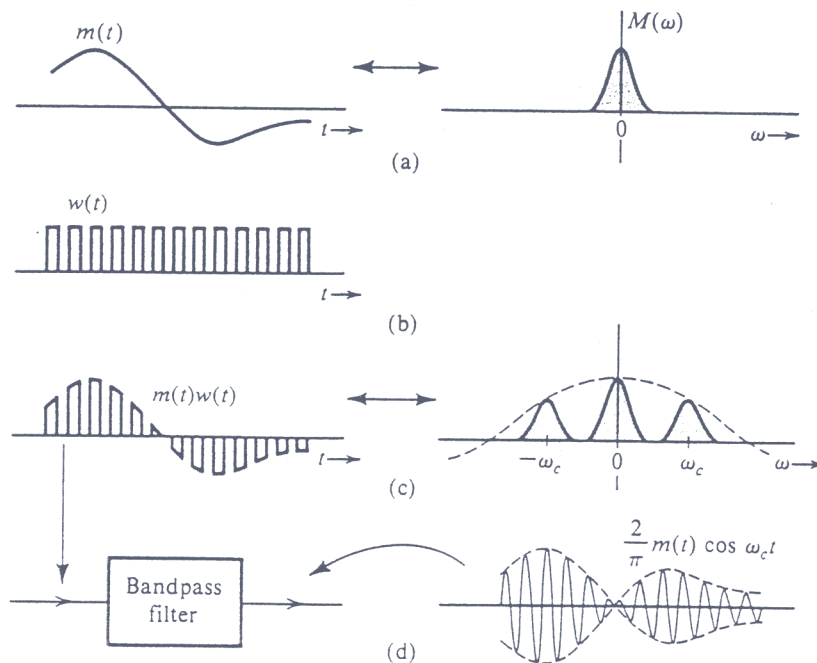 m(t)
M(ω)
t→
0
ω→
(a)
w(t)
t→
(b)
m(t)w(t)
t→
−ω_c
0
ω_c
ω→
(c)
2/π m(t) cos ω_c t
Bandpass
filter
(d)